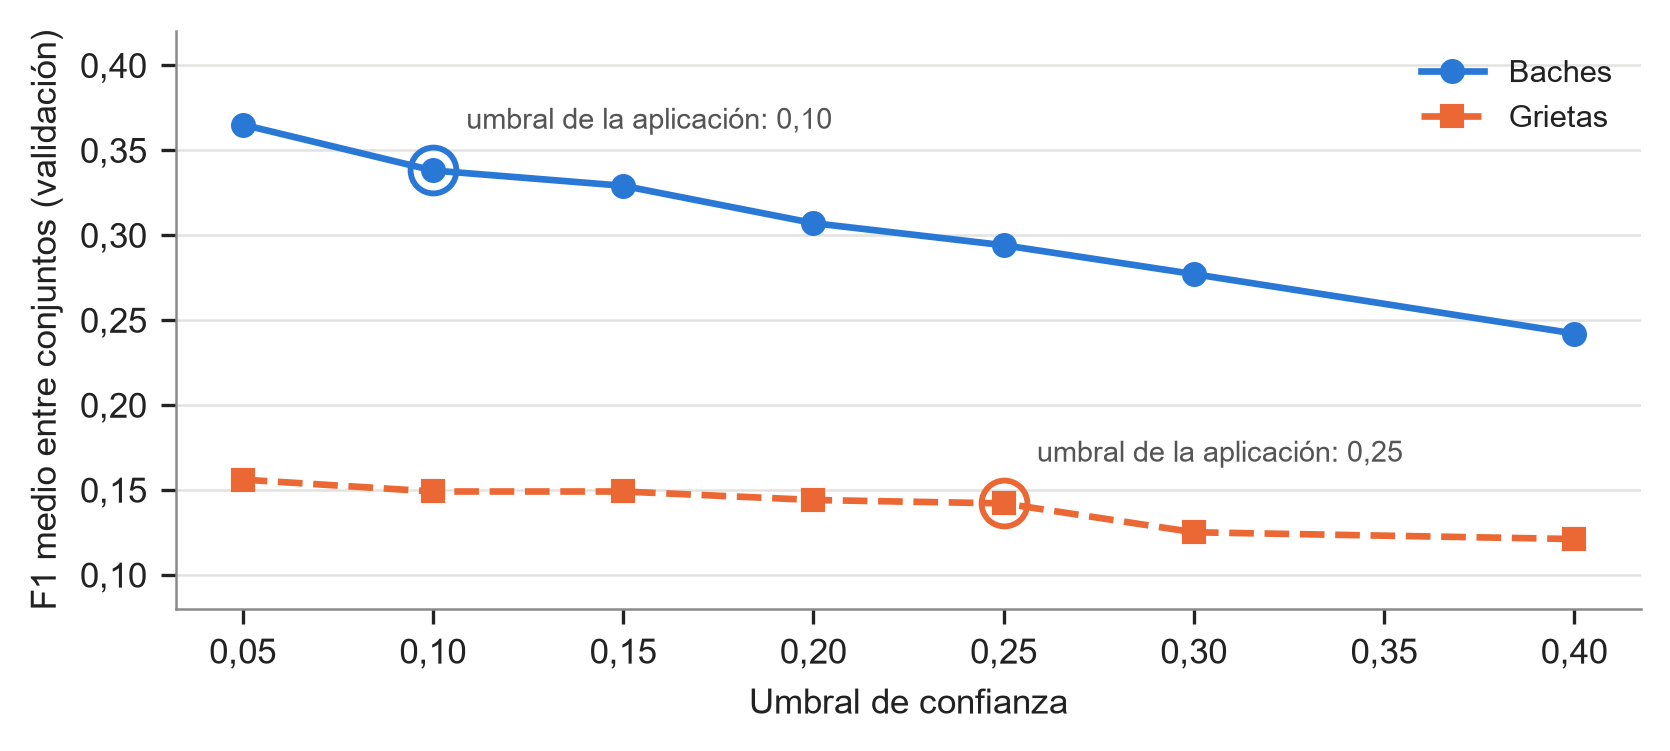 F1 medio entre conjuntos (validación)
0,40
0,35
0,30
0,25
0,20
0,15
0,10
Baches
Grietas
umbral de la aplicación: 0,10
umbral de la aplicación: 0,25
0,05 0,10 0,15 0,20 0,25 0,30 0,35 0,40
Umbral de confianza